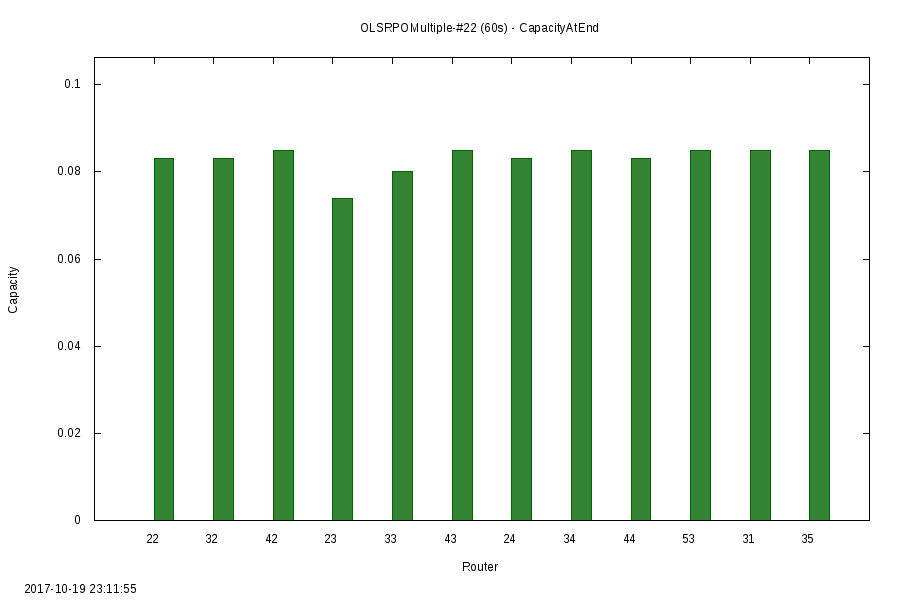 OLSRPOMultiple-#22 (60s) - CapacityAtEnd
0.1
0.08
0.06
0.04
0.02
0
Capacity
22 32 42 23 33 43 24 34 44 53 31 35
Router
2017-10-19 23:11:55